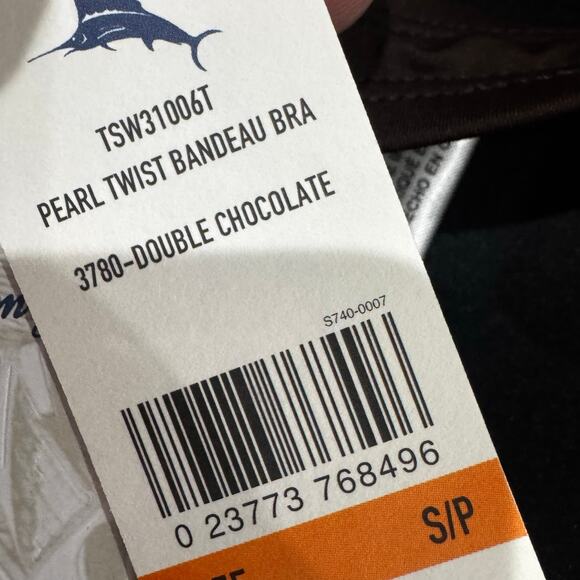 TSW31006T
PEARL TWIST BANDEAU BRA
3780-DOUBLE CHOCOLATE
S740-0007
0 23773 768496
S/P